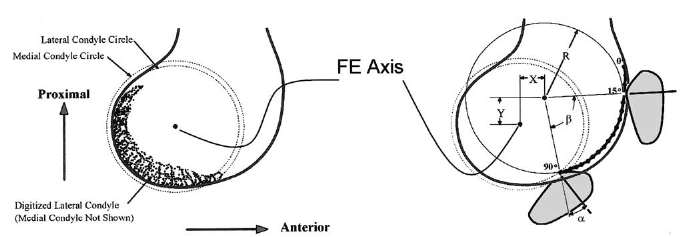 Lateral Condyle Circle
Medial Condyle Circle
Proximal
Digitized Lateral Condyle
(Medial Condyle Not Shown)
Anterior
FE Axis
X
R
θ
15°
Y
β
90°
α